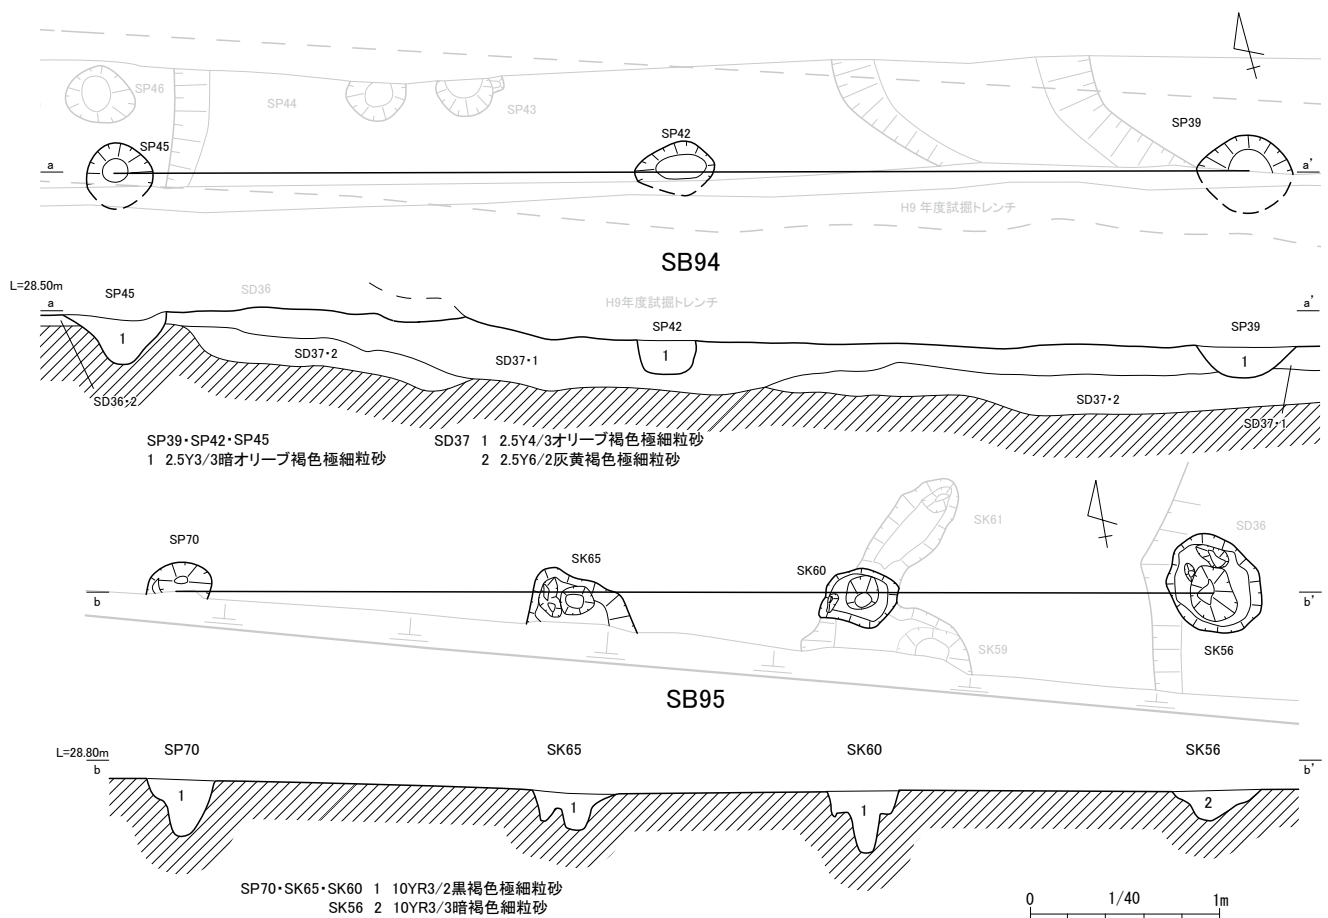 SP46
SP44
SP43
SP45
SP42
SP39
a
a'
H9年度試掘トレンチ
SB94
L=28.50m
a
SP45
SD36
H9年度試掘トレンチ
a'
SP42
SP39
1
1
1
SD37・2
SD37・1
SD36・2
SD37・2
SD37・1
SP39・SP42・SP45
1 2.5Y3/3暗オリーブ褐色極細粒砂
SD37 1 2.5Y4/3オリーブ褐色極細粒砂
2 2.5Y6/2灰黄褐色極細粒砂
SP70
SK65
SK60
SK61
SD36
b
b'
SK59
SK56
SB95
L=28.80m
b
SP70
SK65
SK60
SK56
b'
1
1
1
2
SP70・SK65・SK60 1 10YR3/2黒褐色極細粒砂
SK56 2 10YR3/3暗褐色極細粒砂
0 1/40 1m